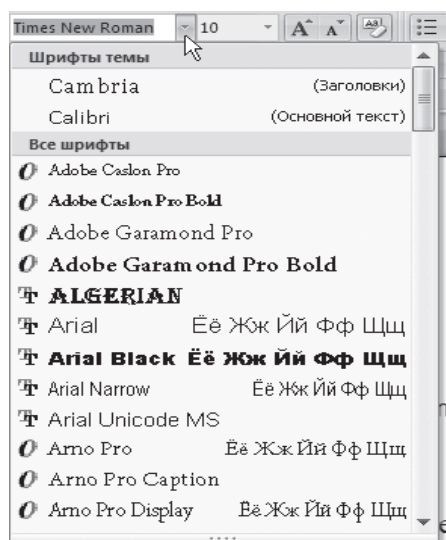 Times New Roman 10
Шрифты темы
Cambria (Заголовки)
Calibri (Основной текст)
Все шрифты
Adobe Caslon Pro
Adobe Caslon Pro Bold
Adobe Garamond Pro
Adobe Garamond Pro Bold
ALGERIAN
Arial Ёё Жж Йй Фф Щщ
Arial Black Ёё Жж Йй Фф Щщ
Arial Narrow Ёё Жж Йй Фф Щщ
Arial Unicode MS
Arno Pro Ёё Жж Йй Фф Щщ
Arno Pro Caption
Arno Pro Display Ёё Жж Йй Фф Щщ